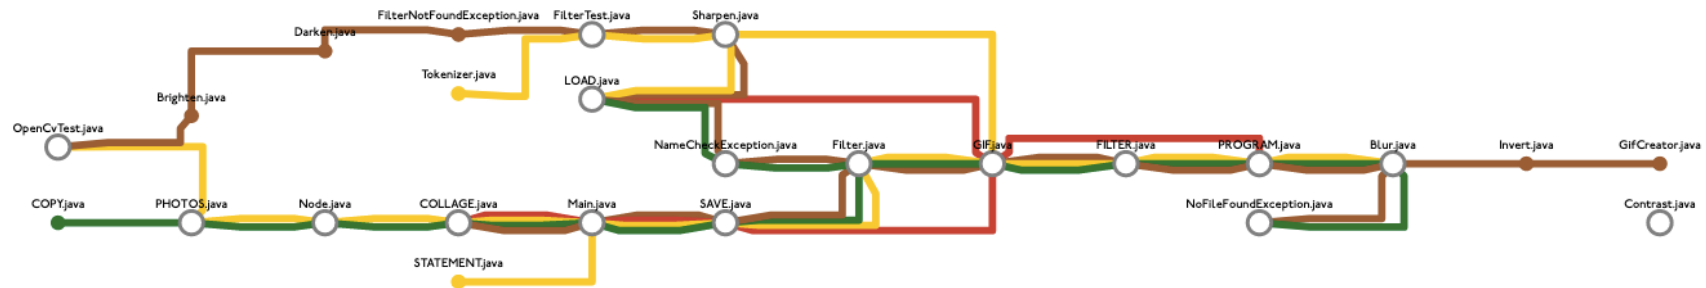 FilterNotFoundException.java
FilterTest.java
Sharpen.java
Darken.java
Tokenizer.java
LOAD.java
Brighten.java
OpenCvTest.java
NameCheckException.java
Filter.java
GIF.java
FILTER.java
PROGRAM.java
Blur.java
Invert.java
GifCreator.java
COPY.java
PHOTOS.java
Node.java
COLLAGE.java
Main.java
SAVE.java
NoFileFoundException.java
Contrast.java
STATEMENT.java